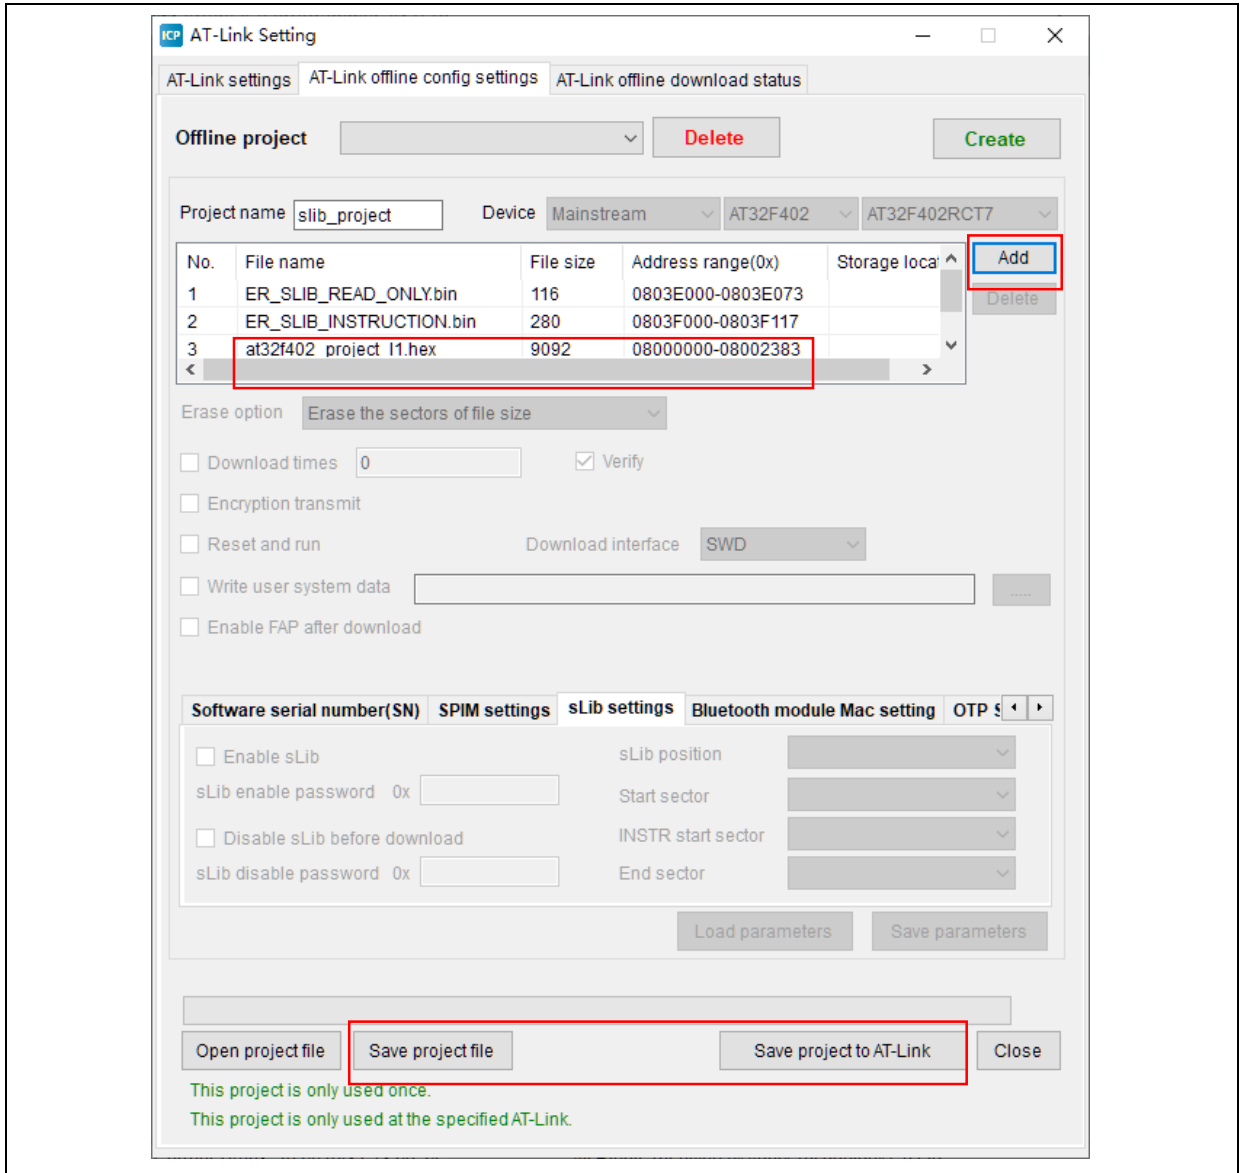 ICP AT-Link Setting
AT-Link settings AT-Link offline config settings AT-Link offline download status
Offline project Delete Create
Project name slib_project Device Mainstream AT32F402 AT32F402RCT7
No. File name File size Address range(0x) Storage loca Add
1 ER_SLIB_READ_ONLY.bin 116 0803E000-0803E073 Delete
2 ER_SLIB_INSTRUCTION.bin 280 0803F000-0803F117
3 at32f402_project_l1.hex 9092 08000000-08002383
Erase option Erase the sectors of file size
Download times 0 Verify
Encryption transmit
Reset and run Download interface SWD
Write user system data .....
Enable FAP after download
Software serial number(SN) SPIM settings sLib settings Bluetooth module Mac setting OTP S
Enable sLib sLib position
sLib enable password 0x Start sector
Disable sLib before download INSTR start sector
sLib disable password 0x End sector
Load parameters Save parameters
Open project file Save project file Save project to AT-Link Close
This project is only used once.
This project is only used at the specified AT-Link.